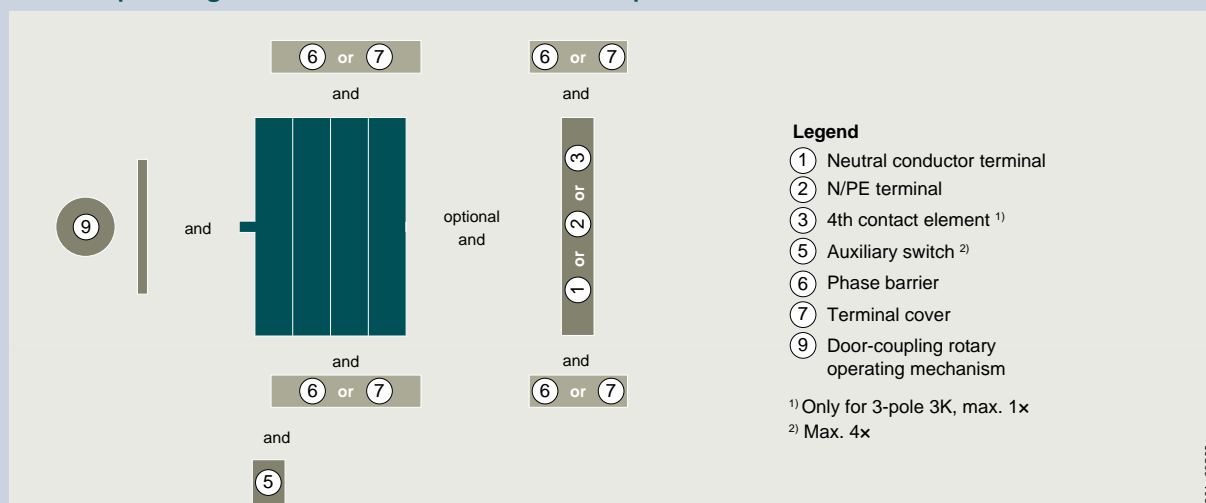 6 or 7
6 or 7
and
and
9
and
optional
and
1 or 2 or 3
and
and
6 or 7
6 or 7
and
5
Legend
1 Neutral conductor terminal
2 N/PE terminal
3 4th contact element 1)
5 Auxiliary switch 2)
6 Phase barrier
7 Terminal cover
9 Door-coupling rotary
operating mechanism
1) Only for 3-pole 3K, max. 1×
2) Max. 4×